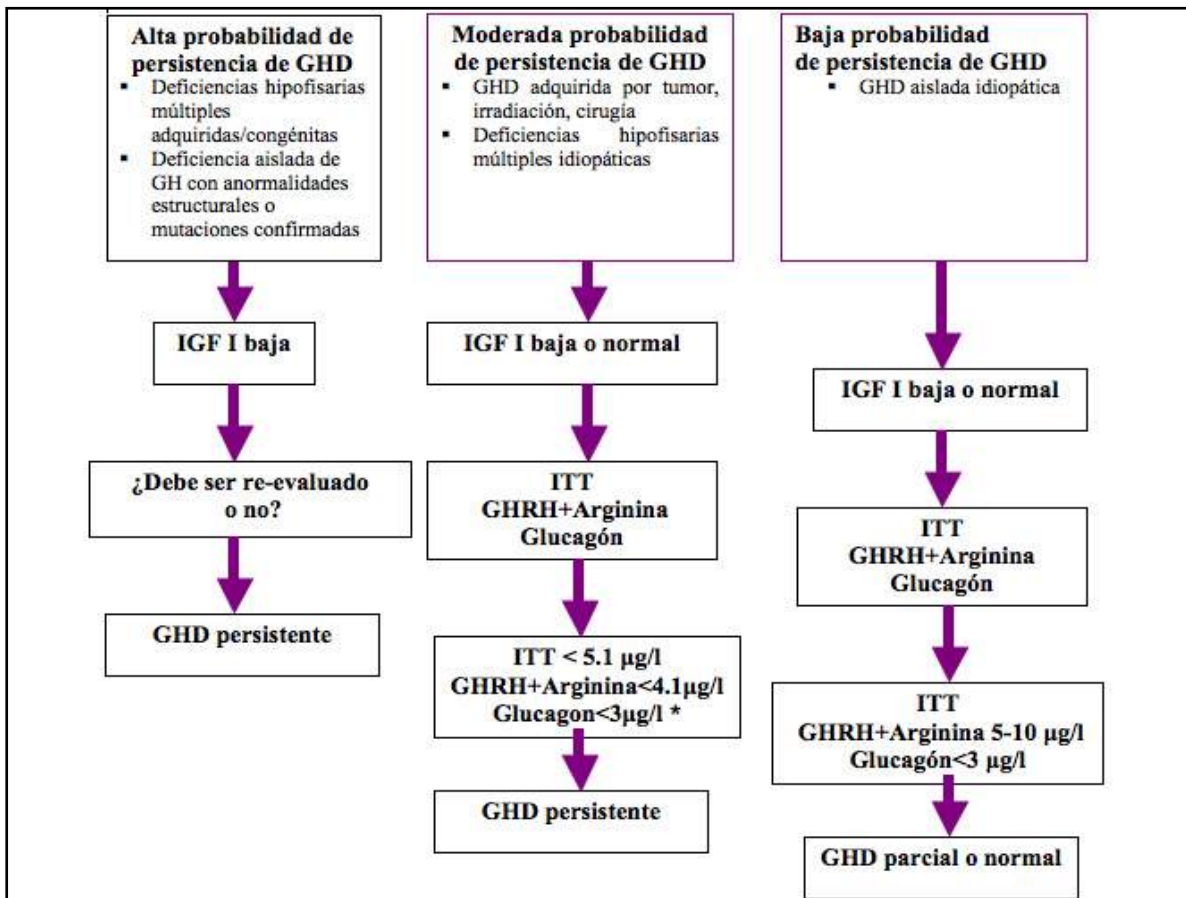 Alta probabilidad de
persistencia de GHD
▪ Deficiencias hipofisarias
múltiples
adquiridas/congénitas
▪ Deficiencia aislada de
GH con anormalidades
estructurales o
mutaciones confirmadas
IGF I baja
¿Debe ser re-evaluado
o no?
GHD persistente
Moderada probabilidad
de persistencia de GHD
▪ GHD adquirida por tumor,
irradiación, cirugía
▪ Deficiencias hipofisarias
múltiples idiopáticas
IGF I baja o normal
ITT
GHRH+Arginina
Glucagón
ITT < 5.1 µg/l
GHRH+Arginina<4.1µg/l
Glucagon<3µg/l *
GHD persistente
Baja probabilidad
de persistencia de GHD
▪ GHD aislada idiopática
IGF I baja o normal
ITT
GHRH+Arginina
Glucagón
ITT
GHRH+Arginina 5-10 µg/l
Glucagón<3 µg/l
GHD parcial o normal